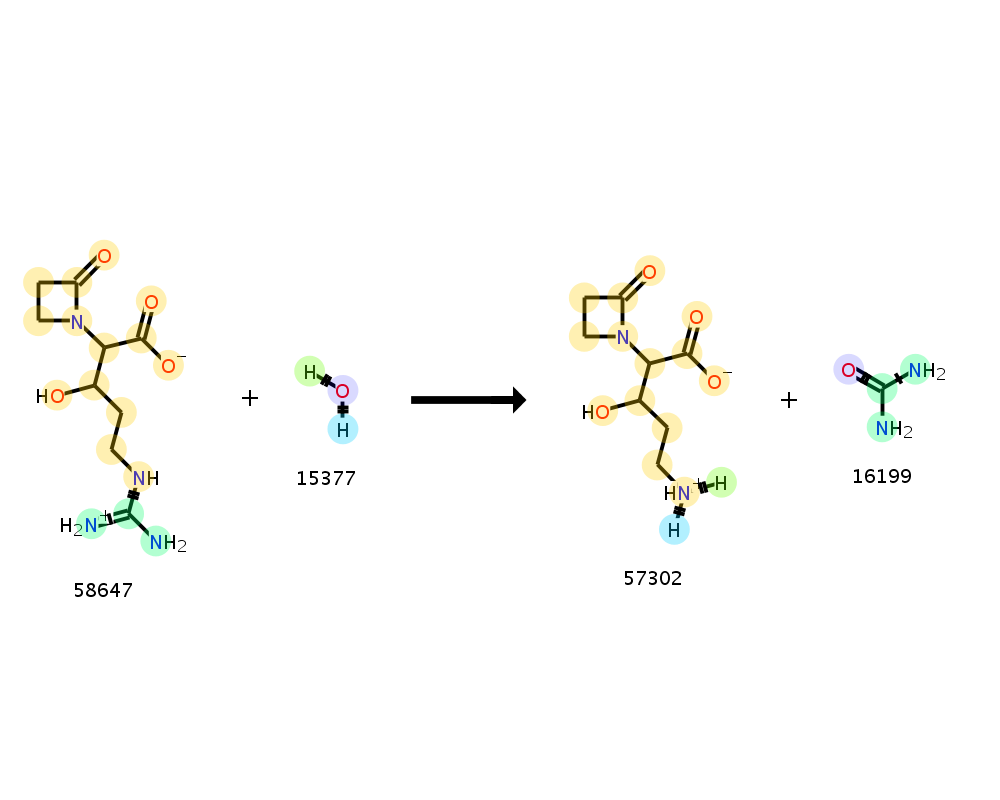 O
O
N
O−
HO
NH
H2N+
NH2
58647
+
H
O
H
15377
O
O
N
O−
HO
HN+
H
H
57302
+
O
NH2
NH2
16199